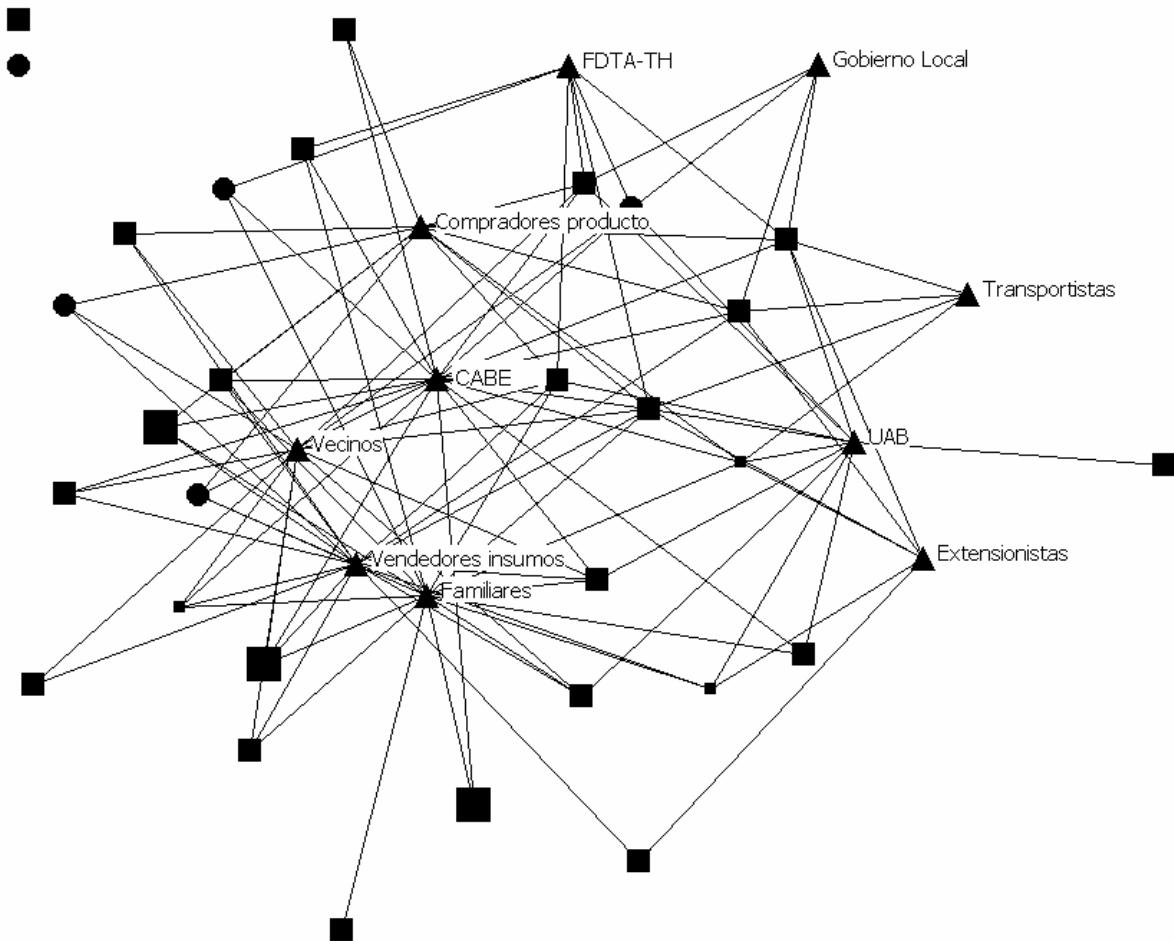 FDTA-TH
Gobierno Local
Compradores producto
Transportistas
CABE
Vecinos
UAB
Extensionistas
Vendedores insumos
Familiares